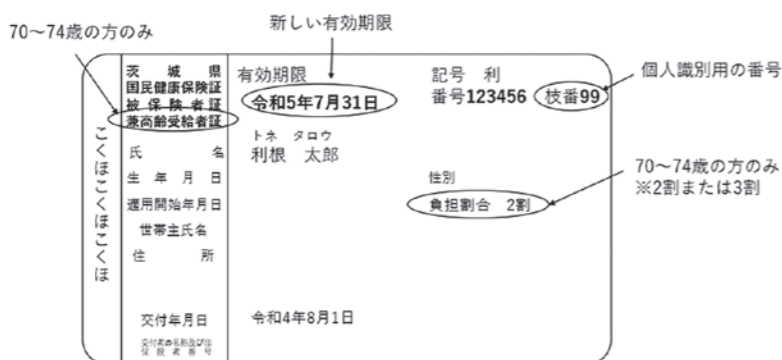 70～74歳の方のみ
新しい有効期限
茨城県
国民健康保険証
被保険者証
兼高齢受給者証
有効期限
令和5年7月31日
記号 利
番号123456 枝番99
個人識別用の番号
こくほこくほこくほ
氏名
トネ タロウ
利根 太郎
生年月日
性別
適用開始年月日
負担割合 2割
70～74歳の方のみ
※2割または3割
世帯主氏名
住所
交付年月日
令和4年8月1日
交付者の名称及び印
保険者番号